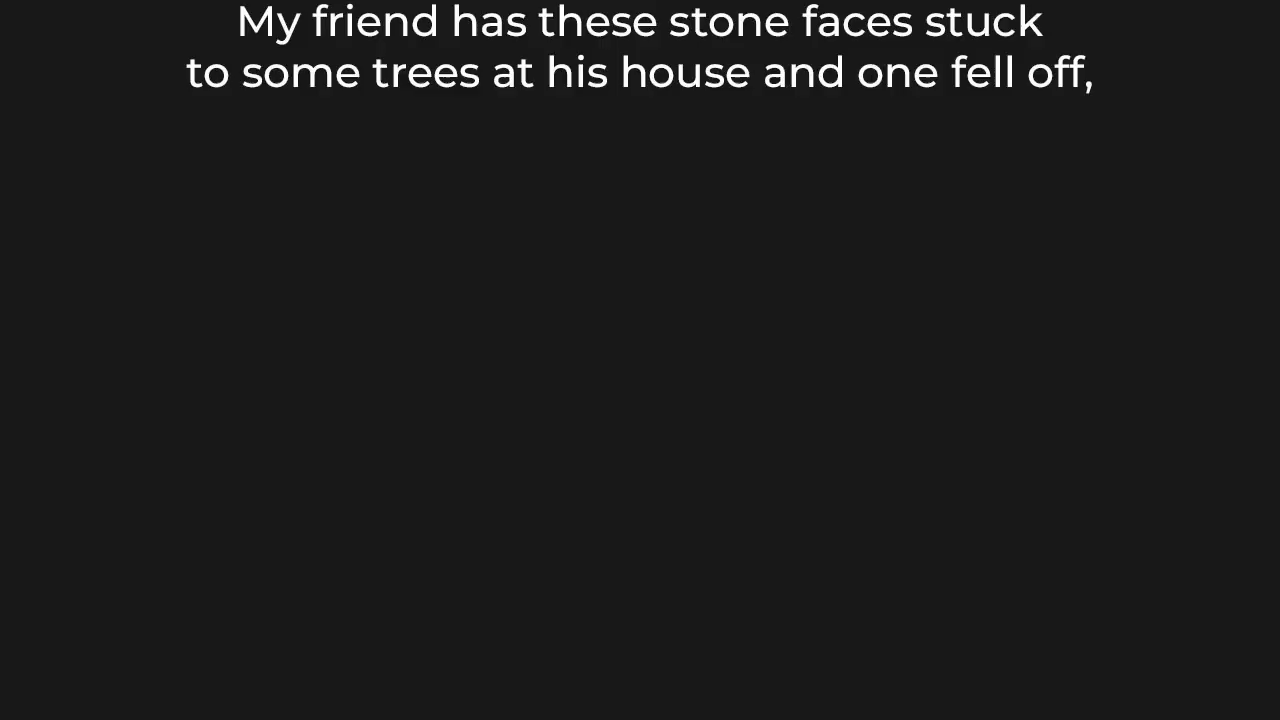 My friend has these stone faces stuck
to some trees at his house and one fell off,